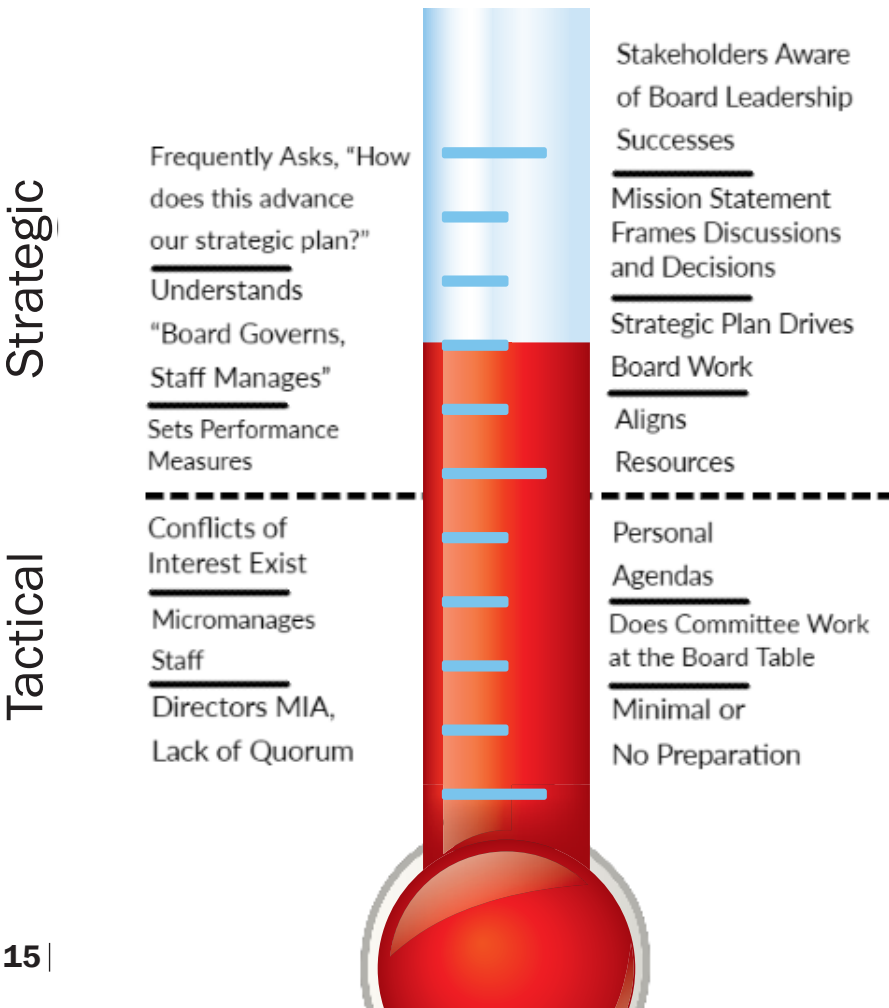 Strategic
Frequently Asks, “How
does this advance
our strategic plan?”
Understands
“Board Governs,
Staff Manages”
Sets Performance
Measures
Stakeholders Aware
of Board Leadership
Successes
Mission Statement
Frames Discussions
and Decisions
Strategic Plan Drives
Board Work
Aligns
Resources
Tactical
Conflicts of
Interest Exist
Micromanages
Staff
Directors MIA,
Lack of Quorum
Personal
Agendas
Does Committee Work
at the Board Table
Minimal or
No Preparation
15|